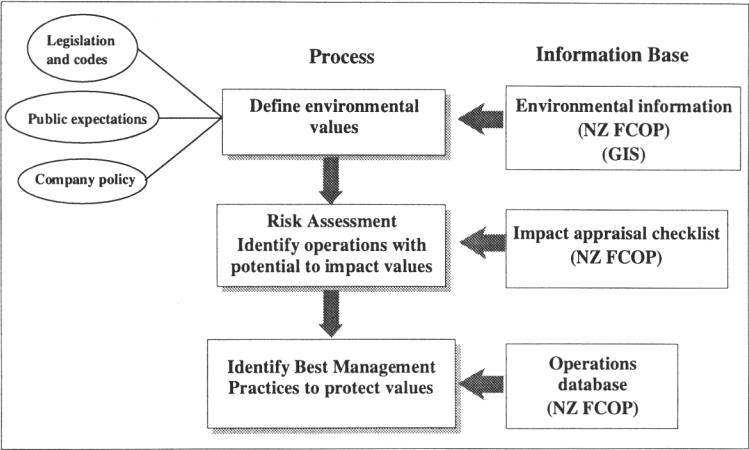 Legislation
and codes
Public expectations
Company policy
Process
Define environmental
values
Risk Assessment
Identify operations with
potential to impact values
Identify Best Management
Practices to protect values
Information Base
Environmental information
(NZ FCOP)
(GIS)
Impact appraisal checklist
(NZ FCOP)
Operations
database
(NZ FCOP)